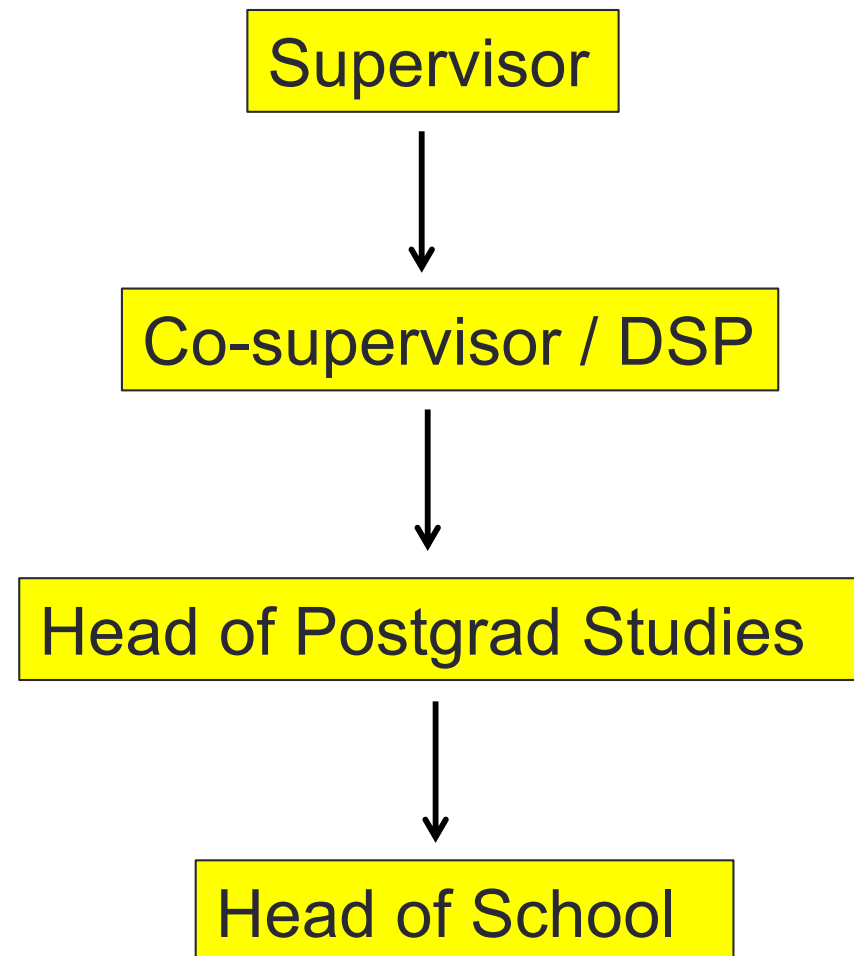 Supervisor
Co-supervisor / DSP
Head of Postgrad Studies
Head of School